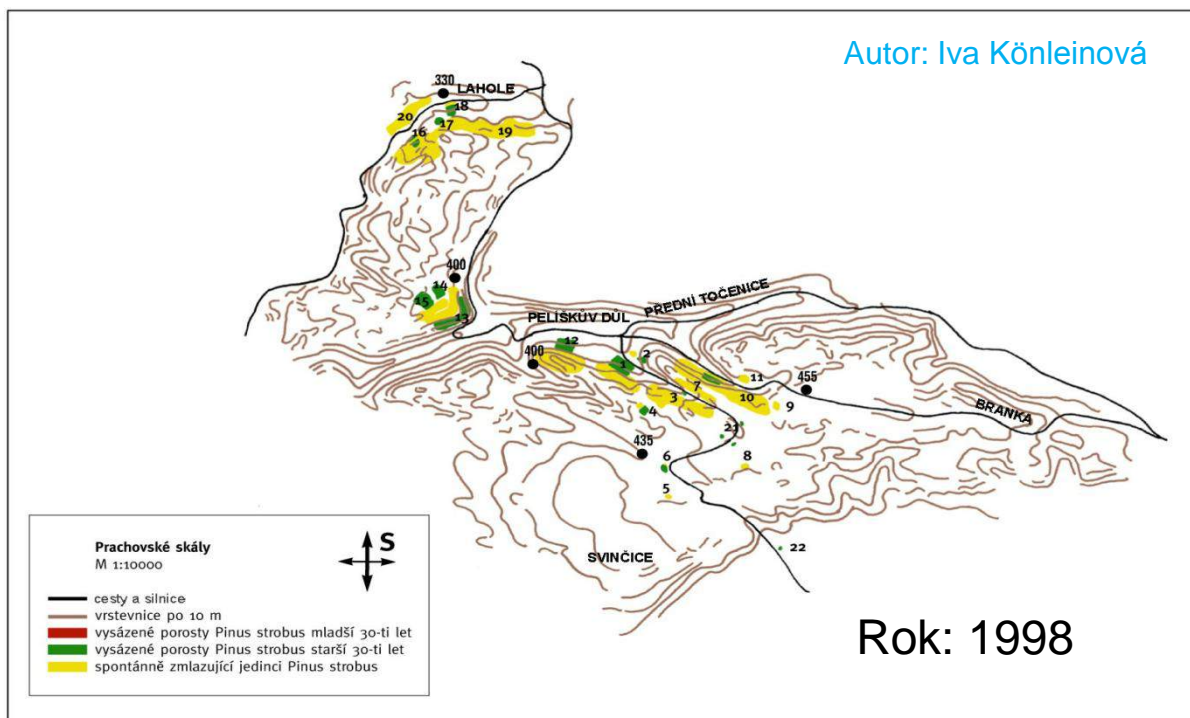 Autor: Iva Könleinová
330
LAHOLE
18
20
17
19
16
400
14
15
13
PŘEDNÍ TOČENICE
PELÍŠKŮV DŮL
12
400
2
1
11
7
455
3
10
9
4
BRANKA
21
435
6
8
5
22
SVINČICE
Prachovské skály
M 1:10000
S
cesty a silnice
vrstevnice po 10 m
vysázené porosty Pinus strobus mladší 30-ti let
vysázené porosty Pinus strobus starší 30-ti let
spontánně zmlazující jedinci Pinus strobus
Rok: 1998